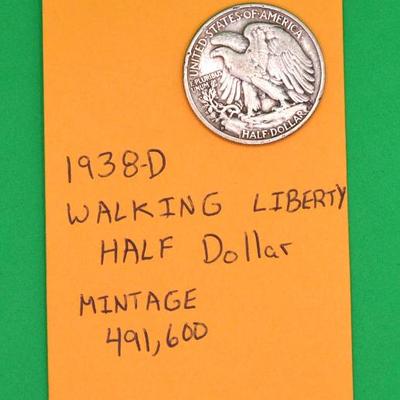 UNITED STATES OF AMERICA
E PLURIBUS
UNUM
HALF DOLLAR
1938-D
WALKING LIBERTY
HALF Dollar
MINTAGE
491,600